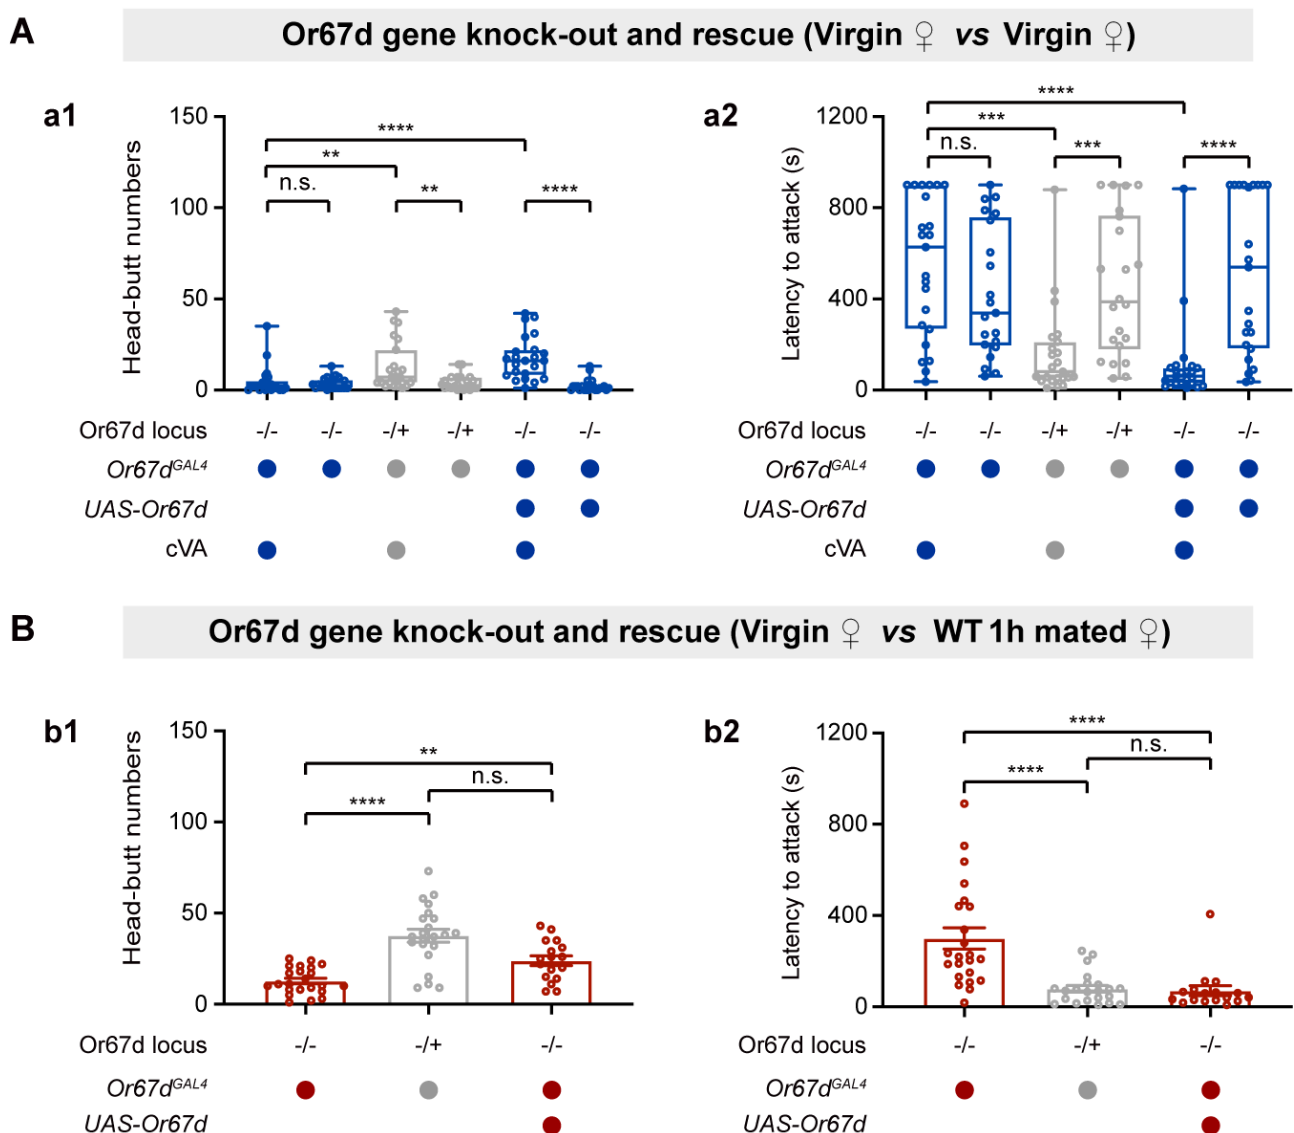 A
Or67d gene knock-out and rescue (Virgin ♀ vs Virgin ♀)
a1
Head-butt numbers
150
100
50
0
****
**
n.s.
**
****
Or67d locus -/- -/- -/+ -/+ -/- -/-
Or67dGAL4
UAS-Or67d
cVA
a2
Latency to attack (s)
1200
800
400
0
****
***
n.s.
***
****
Or67d locus -/- -/- -/+ -/+ -/- -/-
Or67dGAL4
UAS-Or67d
cVA
B
Or67d gene knock-out and rescue (Virgin ♀ vs WT 1h mated ♀)
b1
Head-butt numbers
150
100
50
0
**
n.s.
****
Or67d locus -/- -/+ -/-
Or67dGAL4
UAS-Or67d
b2
Latency to attack (s)
1200
800
400
0
****
n.s.
****
Or67d locus -/- -/+ -/-
Or67dGAL4
UAS-Or67d